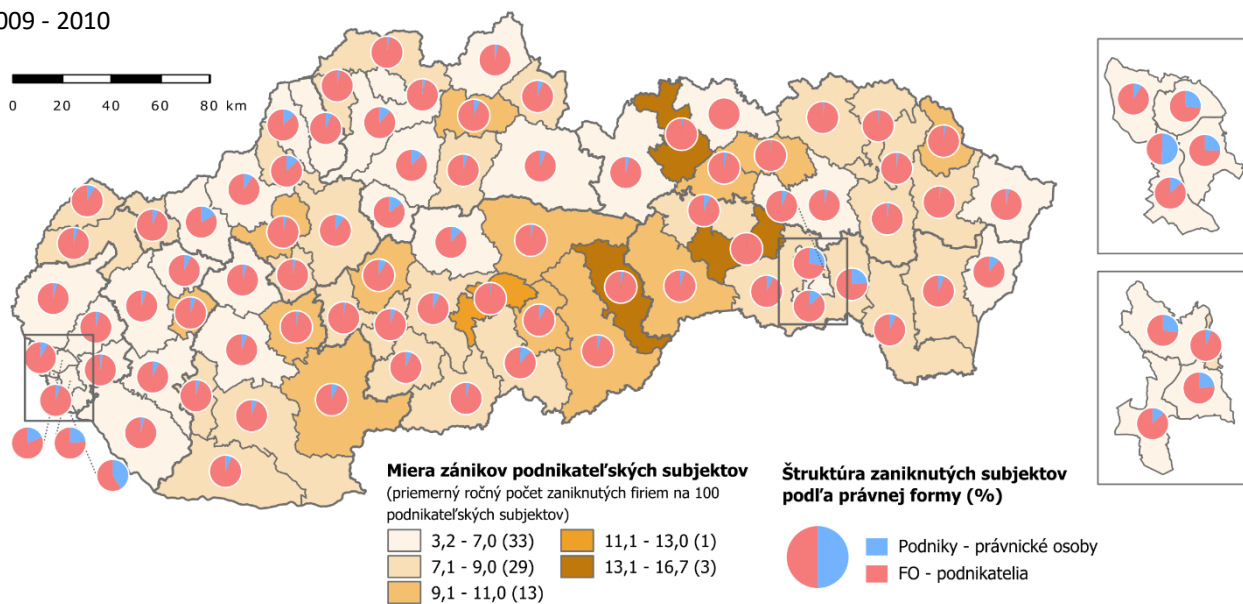 009 - 2010
0 20 40 60 80 km
Miera zánikov podnikateľských subjektov
(priemerný ročný počet zaniknutých firiem na 100
podnikateľských subjektov)
3,2 - 7,0 (33)
7,1 - 9,0 (29)
9,1 - 11,0 (13)
11,1 - 13,0 (1)
13,1 - 16,7 (3)
Štruktúra zaniknutých subjektov
podľa právnej formy (%)
Podniky - právnické osoby
FO - podnikatelia